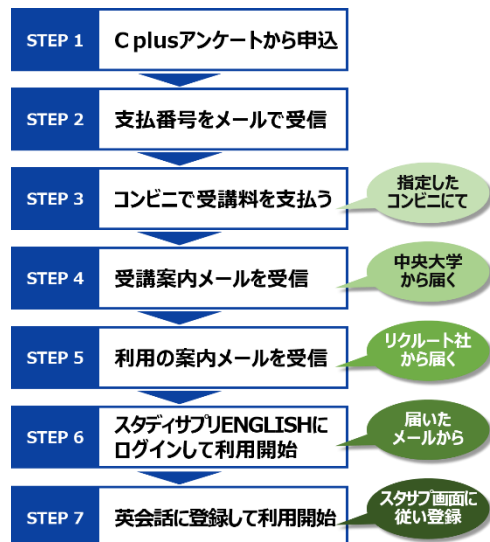 STEP 1
C plusアンケートから申込
STEP 2
支払番号をメールで受信
STEP 3
コンビニで受講料を支払う
指定した
コンビニにて
STEP 4
受講案内メールを受信
中央大学
から届く
STEP 5
利用の案内メールを受信
リクルート社
から届く
STEP 6
スタディサプリENGLISHに
ログインして利用開始
届いた
メールから
STEP 7
英会話に登録して利用開始
スタサプ画面に
従い登録